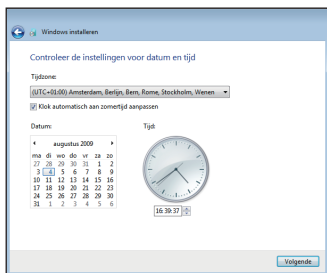 Windows installeren
Controleer de instellingen voor datum en tijd
Tijdzone:
(UTC+01:00) Amsterdam, Berlijn, Bern, Rome, Stockholm, Wenen
Klok automatisch aan zomertijd aanpassen
Datum:
Tijd:
augustus 2009
ma di wo do vr za zo
27 28 29 30 31 1 2
3 4 5 6 7 8 9
10 11 12 13 14 15 16
17 18 19 20 21 22 23
24 25 26 27 28 29 30
31 1 2 3 4 5 6
16:39:37
Volgende